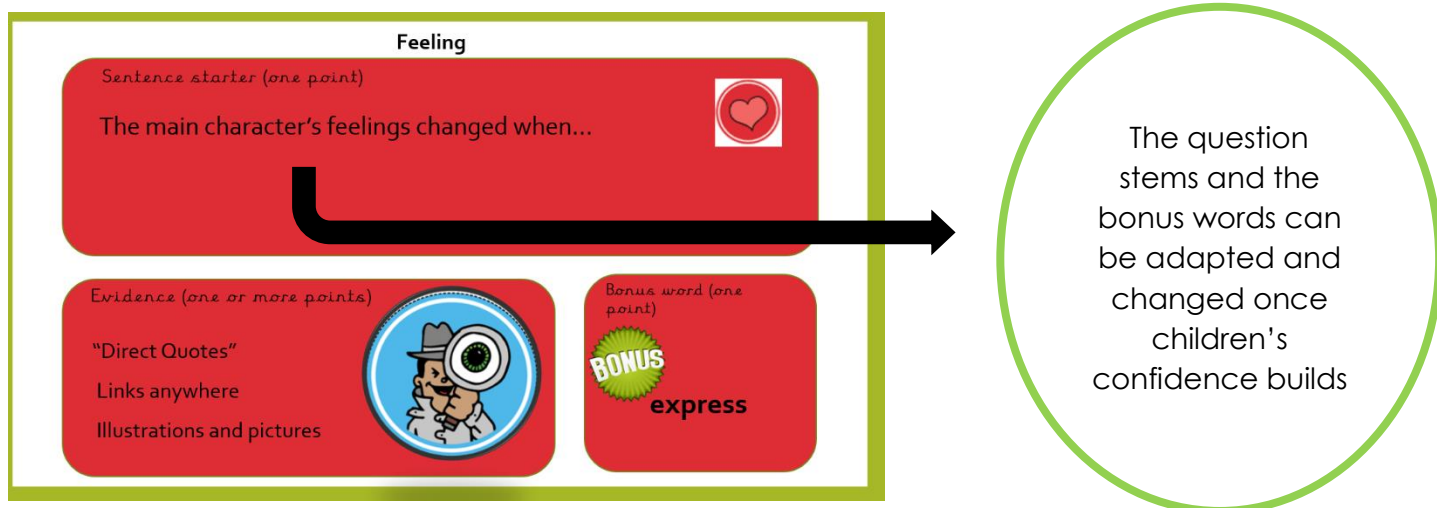 Feeling
Sentence starter (one point)
The main character's feelings changed when...
Evidence (one or more points)
"Direct Quotes"
Links anywhere
Illustrations and pictures
Bonus word (one
point)
BONUS
express
The question
stems and the
bonus words can
be adapted and
changed once
children's
confidence builds